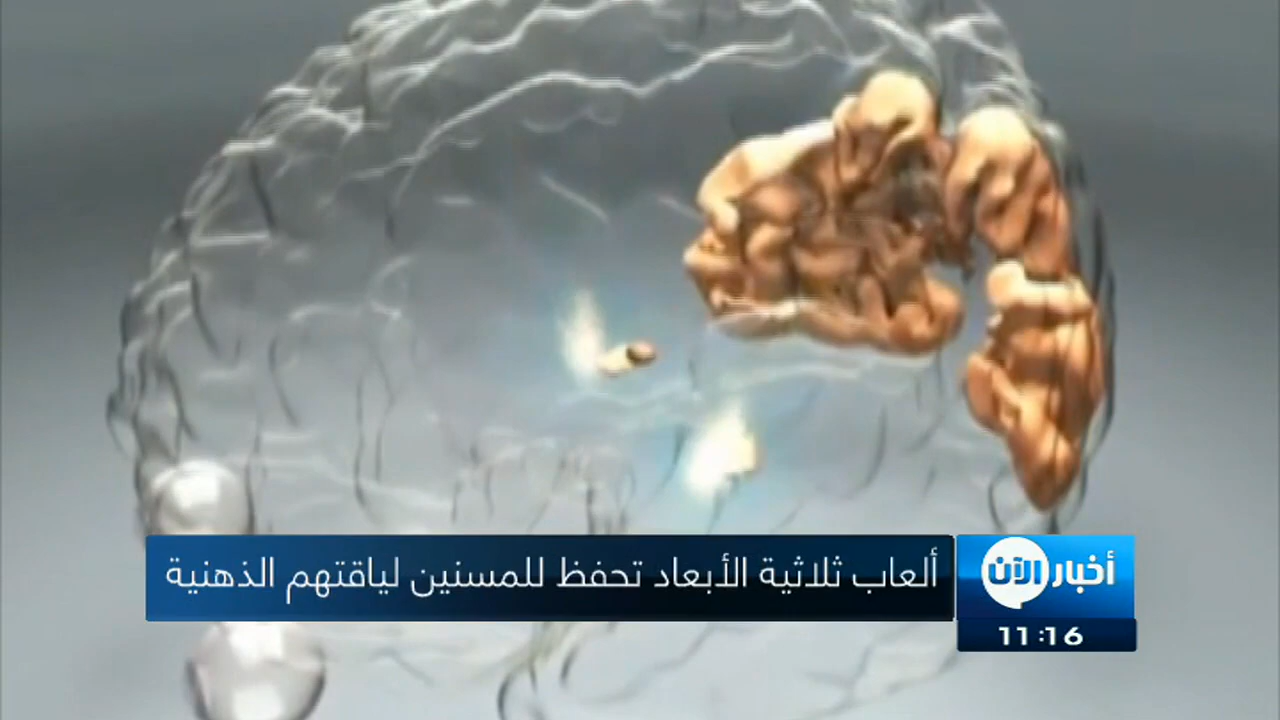 ألعاب ثلاثية الأبعاد تحفظ للمسنين لياقتهم الذهنية
أخبار الآن
11:16